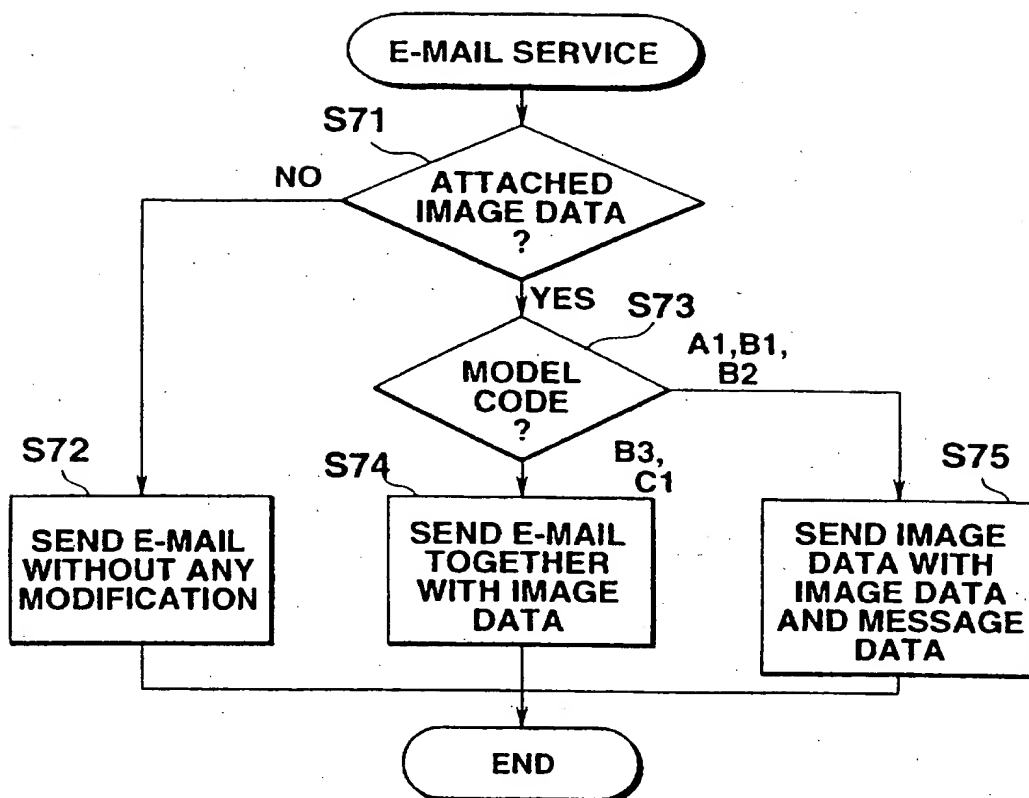 E-MAIL SERVICE
S71
NO
ATTACHED
IMAGE DATA
?
YES
S73
A1,B1,
B2
MODEL
CODE
?
B3,
C1
S72
SEND E-MAIL
WITHOUT ANY
MODIFICATION
S74
SEND E-MAIL
TOGETHER
WITH IMAGE
DATA
S75
SEND IMAGE
DATA WITH
IMAGE DATA
AND MESSAGE
DATA
END